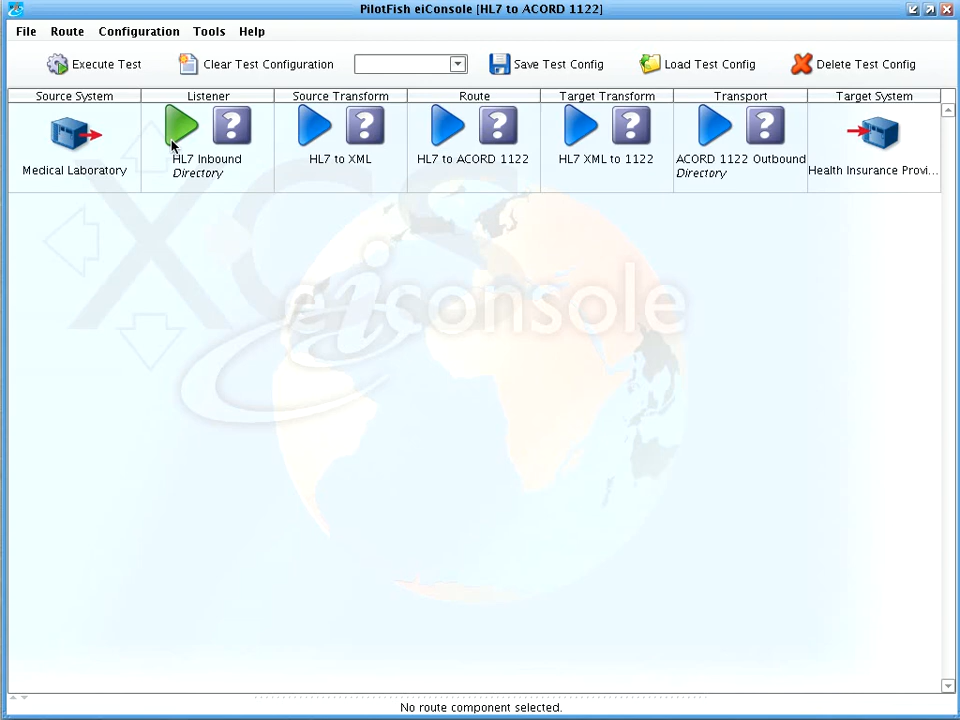 PilotFish eiConsole [HL7 to ACORD 1122]
File Route Configuration Tools Help
Execute Test Clear Test Configuration Save Test Config Load Test Config Delete Test Config
Source System Listener Source Transform Route Target Transform Transport Target System
? ? ? ? ?
HL7 Inbound HL7 to XML HL7 to ACORD 1122 HL7 XML to 1122 ACORD 1122 Outbound
Medical Laboratory Directory Directory Health Insurance Provi...
XCS
eiconsole
No route component selected.